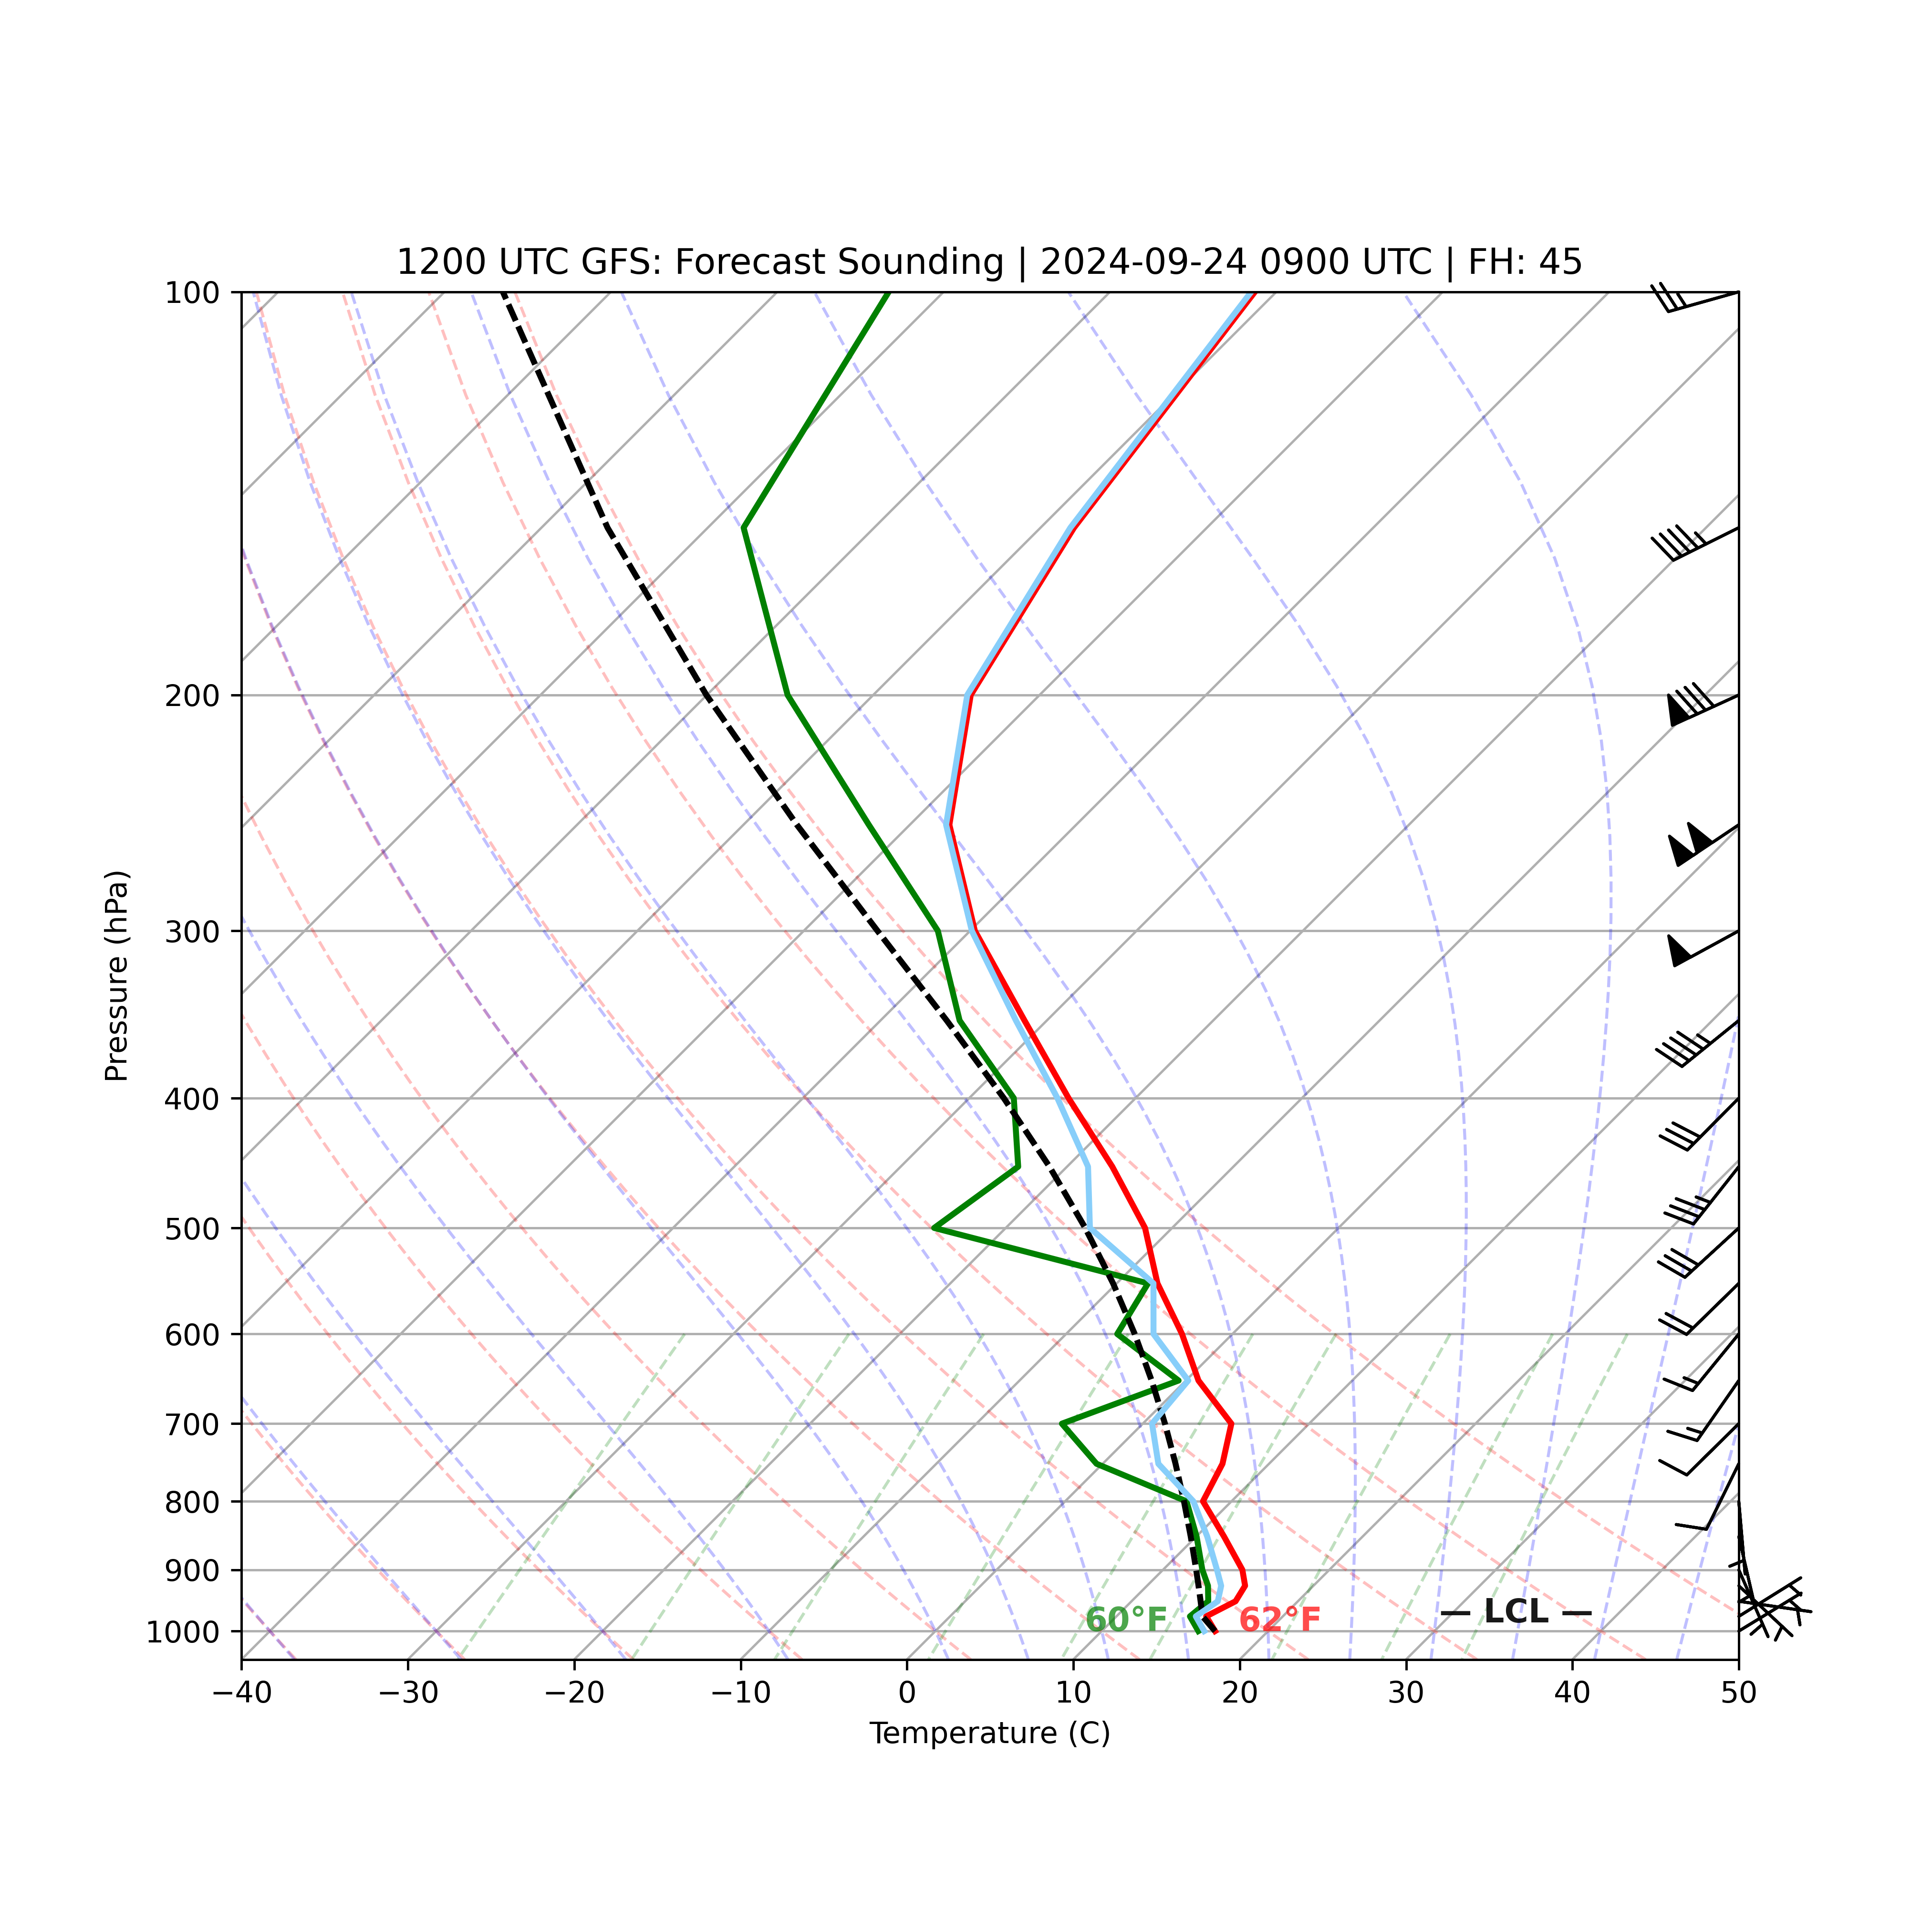 1200 UTC GFS: Forecast Sounding | 2024-09-24 0900 UTC | FH: 45
100
200
300
400
500
600
700
800
900
1000
Pressure (hPa)
60°F
62°F
— LCL —
−40 −30 −20 −10 0 10 20 30 40 50
Temperature (C)